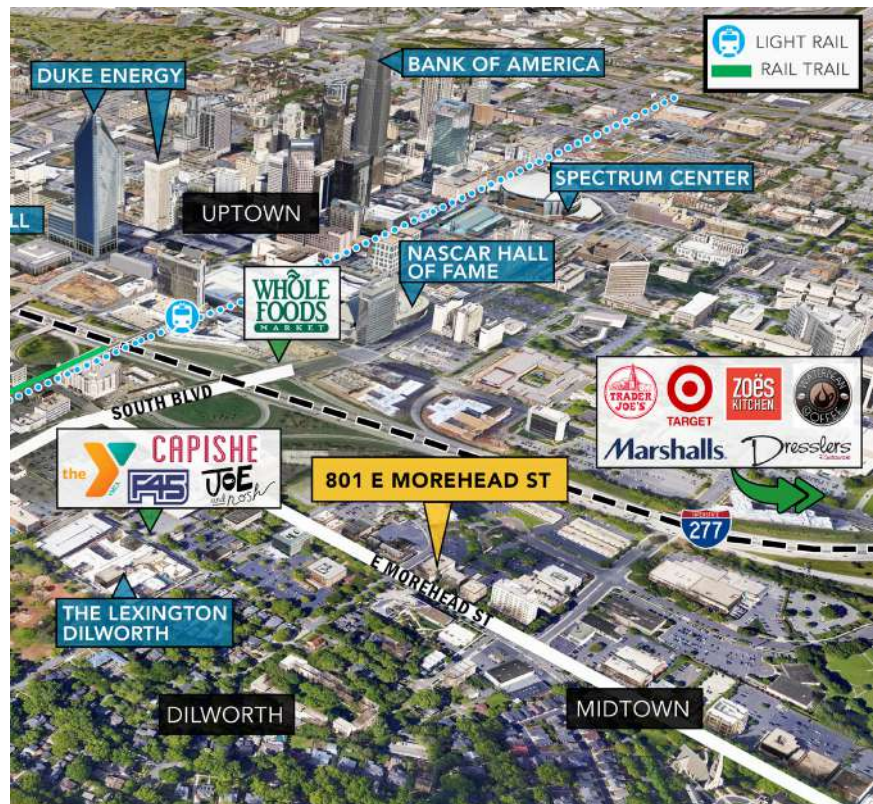 LIGHT RAIL
RAIL TRAIL
DUKE ENERGY
BANK OF AMERICA
SPECTRUM CENTER
UPTOWN
LL
NASCAR HALL
OF FAME
WHOLE
FOODS
MARKET
SOUTH BLVD
TRADER
JOE'S
TARGET
ZOËS
KITCHEN
WATERBEAN
COFFEE
Marshalls
Dresslers
the Y
CAPISHE
F45
JOE
and nosh
801 E MOREHEAD ST
277
E MOREHEAD ST
THE LEXINGTON
DILWORTH
DILWORTH
MIDTOWN